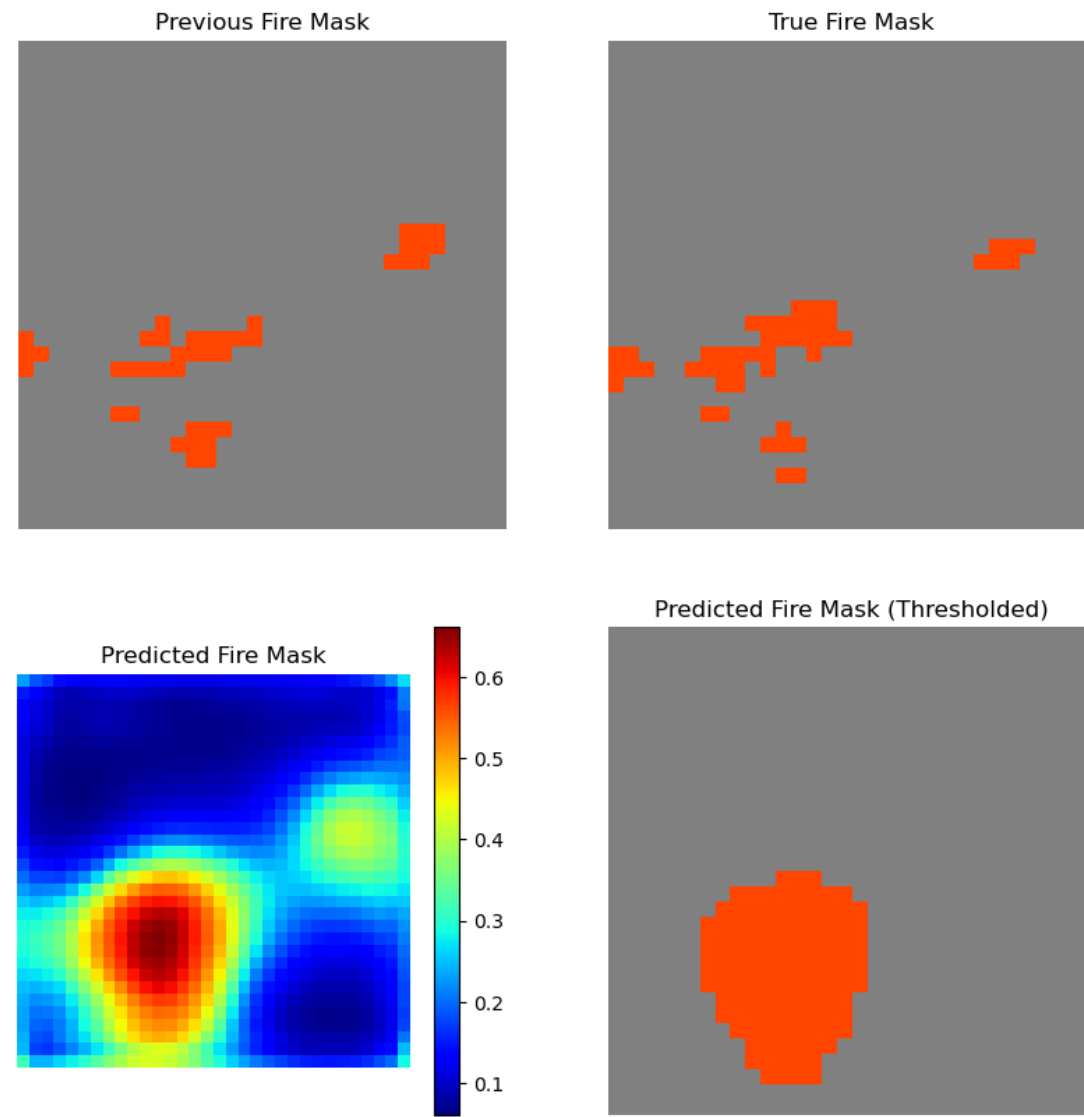 Previous Fire Mask
True Fire Mask
Predicted Fire Mask
0.6
0.5
0.4
0.3
0.2
0.1
Predicted Fire Mask (Thresholded)